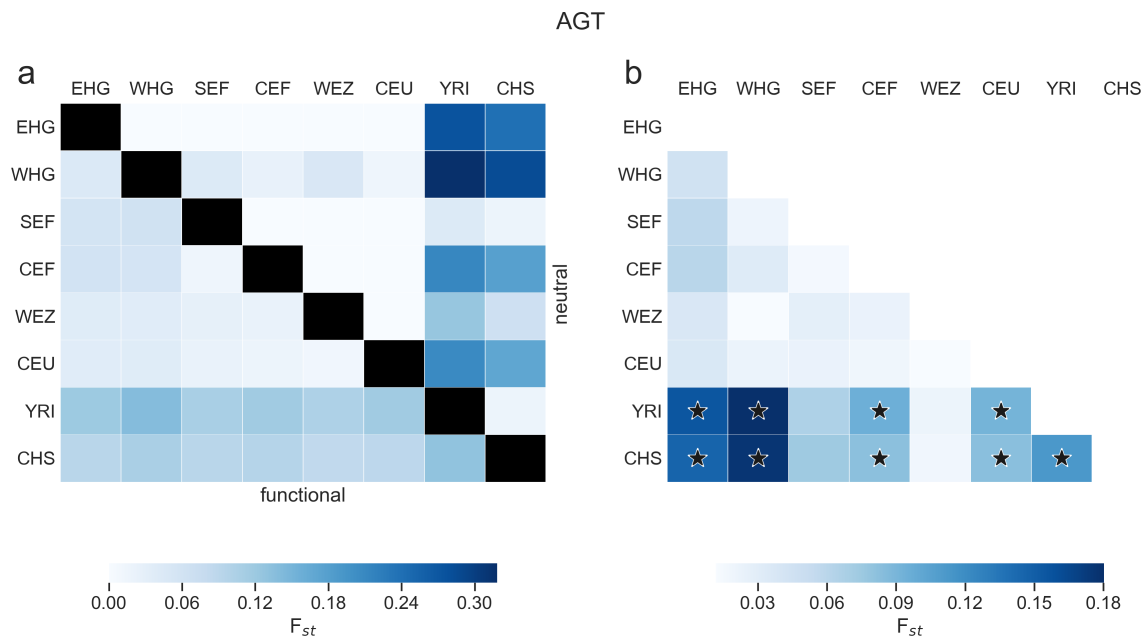 AGT
a
EHG WHG SEF CEF WEZ CEU YRI CHS
EHG
WHG
SEF
CEF
WEZ
CEU
YRI
CHS
neutral
functional
0.00 0.06 0.12 0.18 0.24 0.30
Fst
b
EHG WHG SEF CEF WEZ CEU YRI CHS
EHG
WHG
SEF
CEF
WEZ
CEU
YRI
CHS
0.03 0.06 0.09 0.12 0.15 0.18
Fst